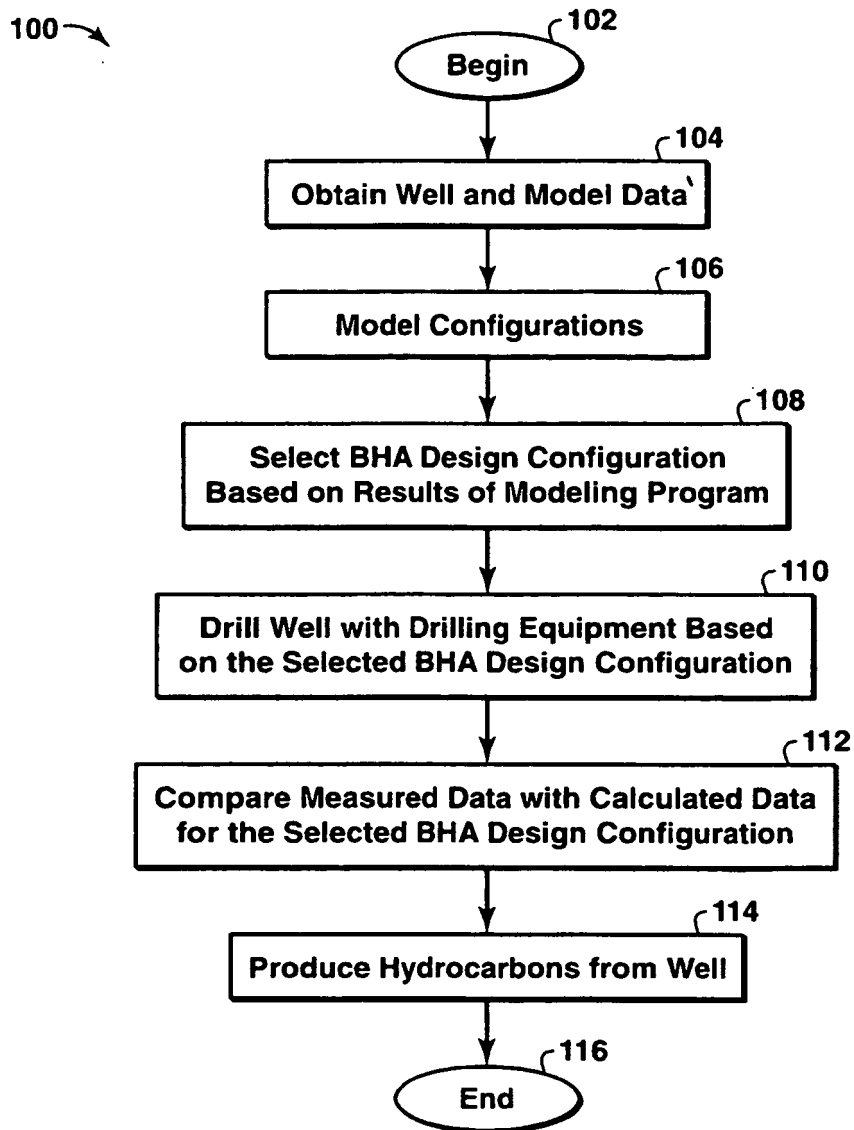 100
102
Begin
104
Obtain Well and Model Data
106
Model Configurations
108
Select BHA Design Configuration
Based on Results of Modeling Program
110
Drill Well with Drilling Equipment Based
on the Selected BHA Design Configuration
112
Compare Measured Data with Calculated Data
for the Selected BHA Design Configuration
114
Produce Hydrocarbons from Well
116
End